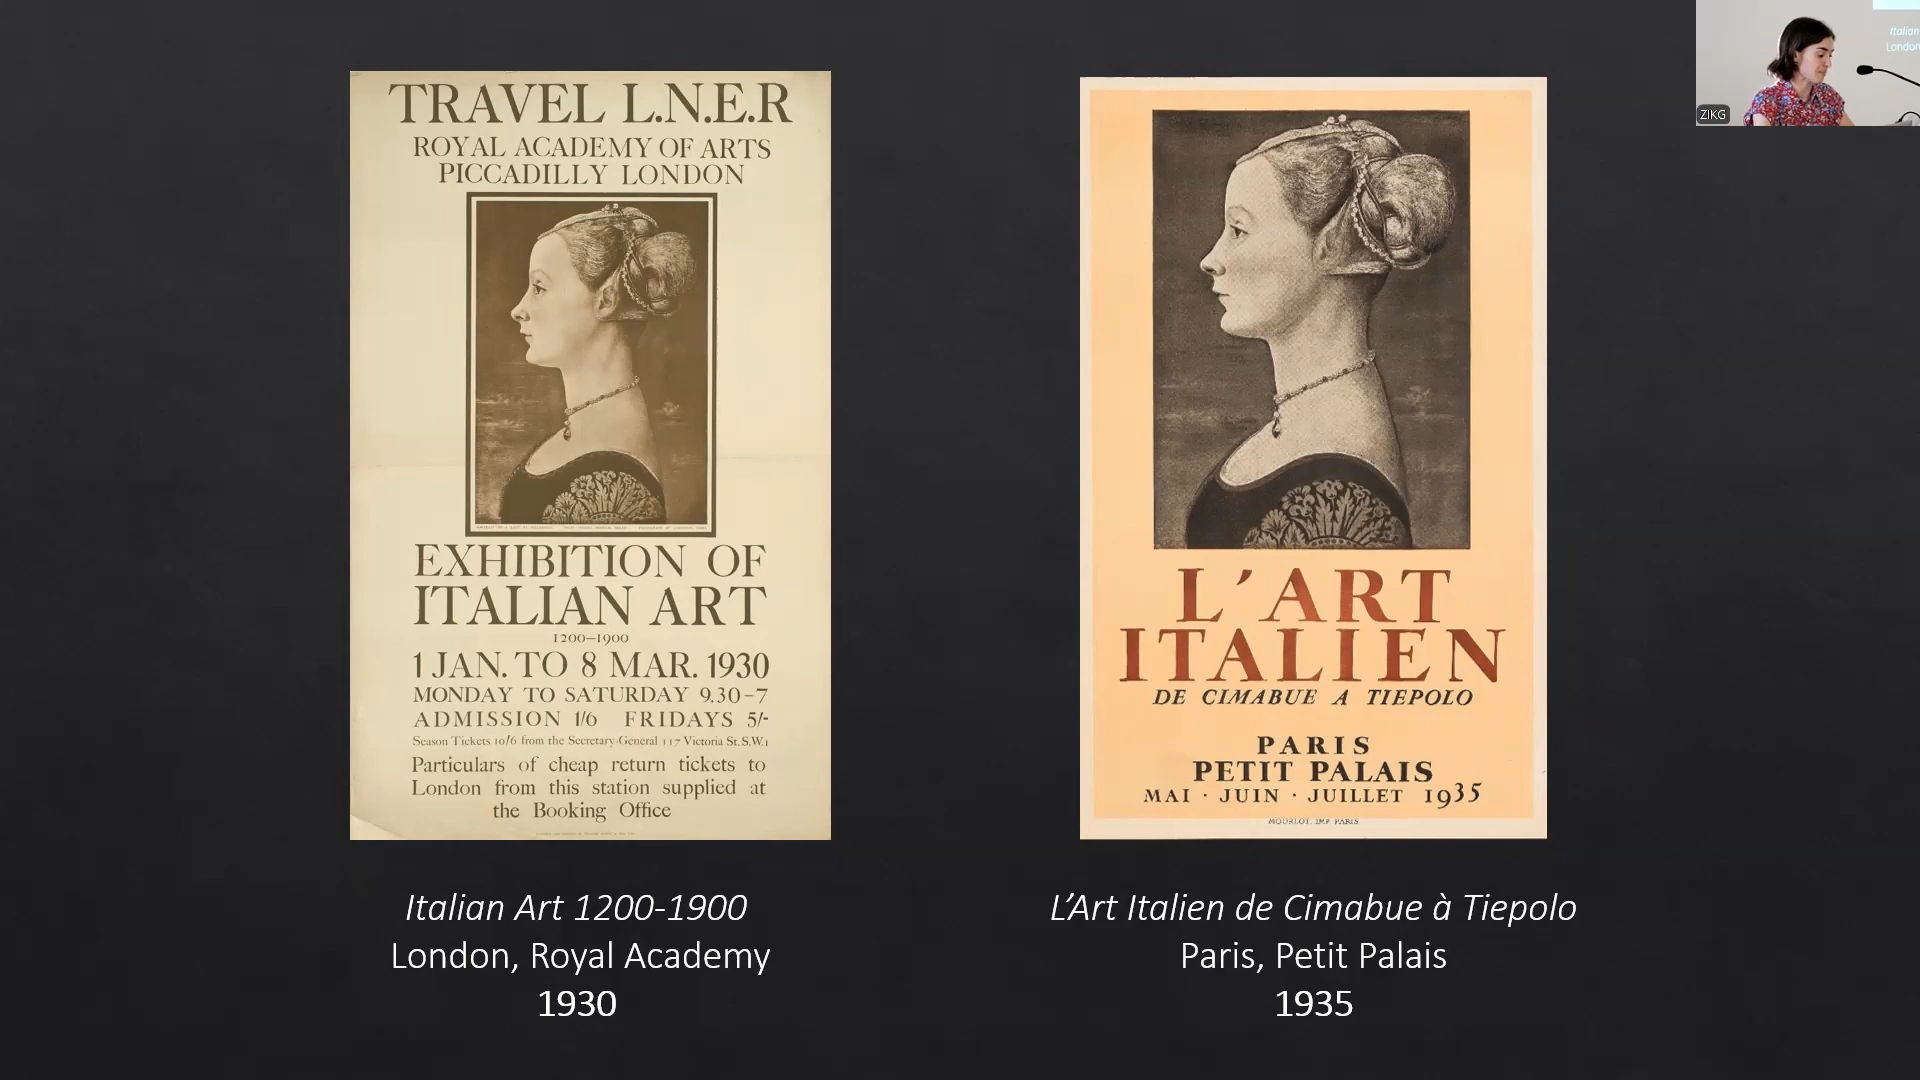 TRAVEL L.N.E.R
ROYAL ACADEMY OF ARTS
PICCADILLY LONDON
EXHIBITION OF
ITALIAN ART
1200–1900
1 JAN. TO 8 MAR. 1930
MONDAY TO SATURDAY 9.30–7
ADMISSION 1/6 FRIDAYS 5/-
Season Tickets 10/6 from the Secretary-General 117 Victoria St. S.W.1
Particulars of cheap return tickets to
London from this station supplied at
the Booking Office
Italian Art 1200-1900
London, Royal Academy
1930
L'ART
ITALIEN
DE CIMABUE A TIEPOLO
PARIS
PETIT PALAIS
MAI · JUIN · JUILLET 1935
MOURLOT. IMP. PARIS.
L'Art Italien de Cimabue à Tiepolo
Paris, Petit Palais
1935
ZIKG
Italian
London